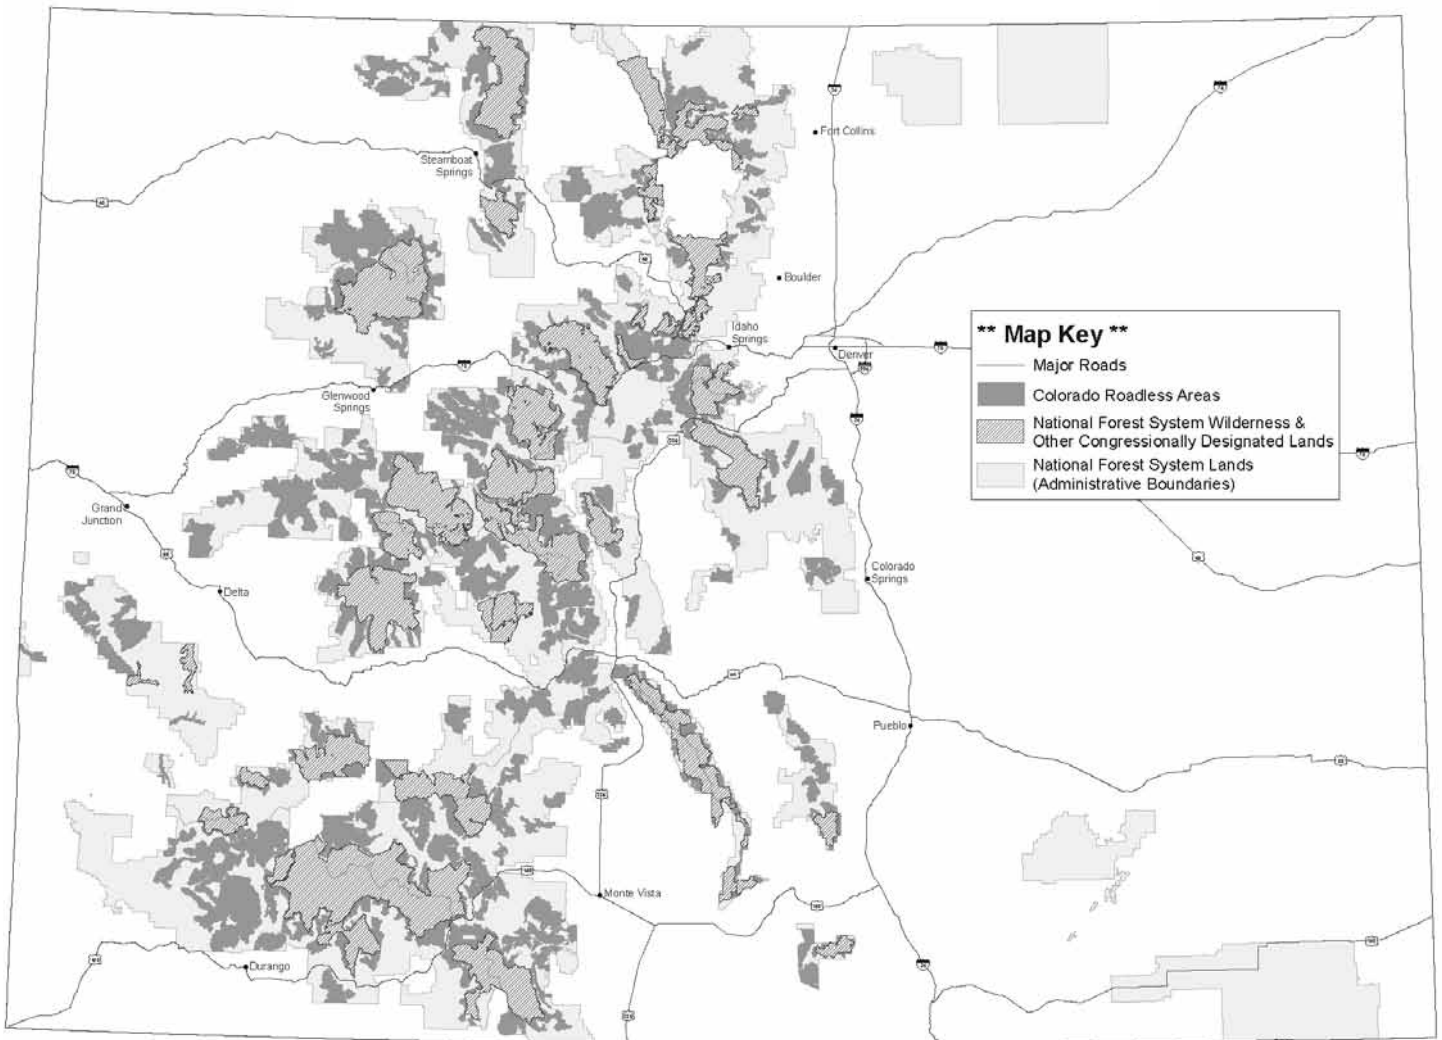 Fort Collins
Steamboat
Springs
Boulder
Idaho
Springs
Denver
** Map Key **
Major Roads
Colorado Roadless Areas
National Forest System Wilderness &
Other Congressionally Designated Lands
National Forest System Lands
(Administrative Boundaries)
Glenwood
Springs
Grand
Junction
Delta
Colorado
Springs
Pueblo
Monte Vista
Durango